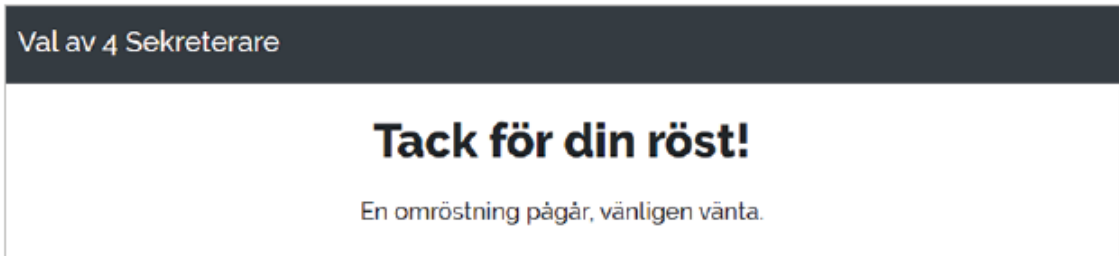 Val av 4 Sekreterare
Tack för din röst!
En omröstning pågår, vänligen vänta.